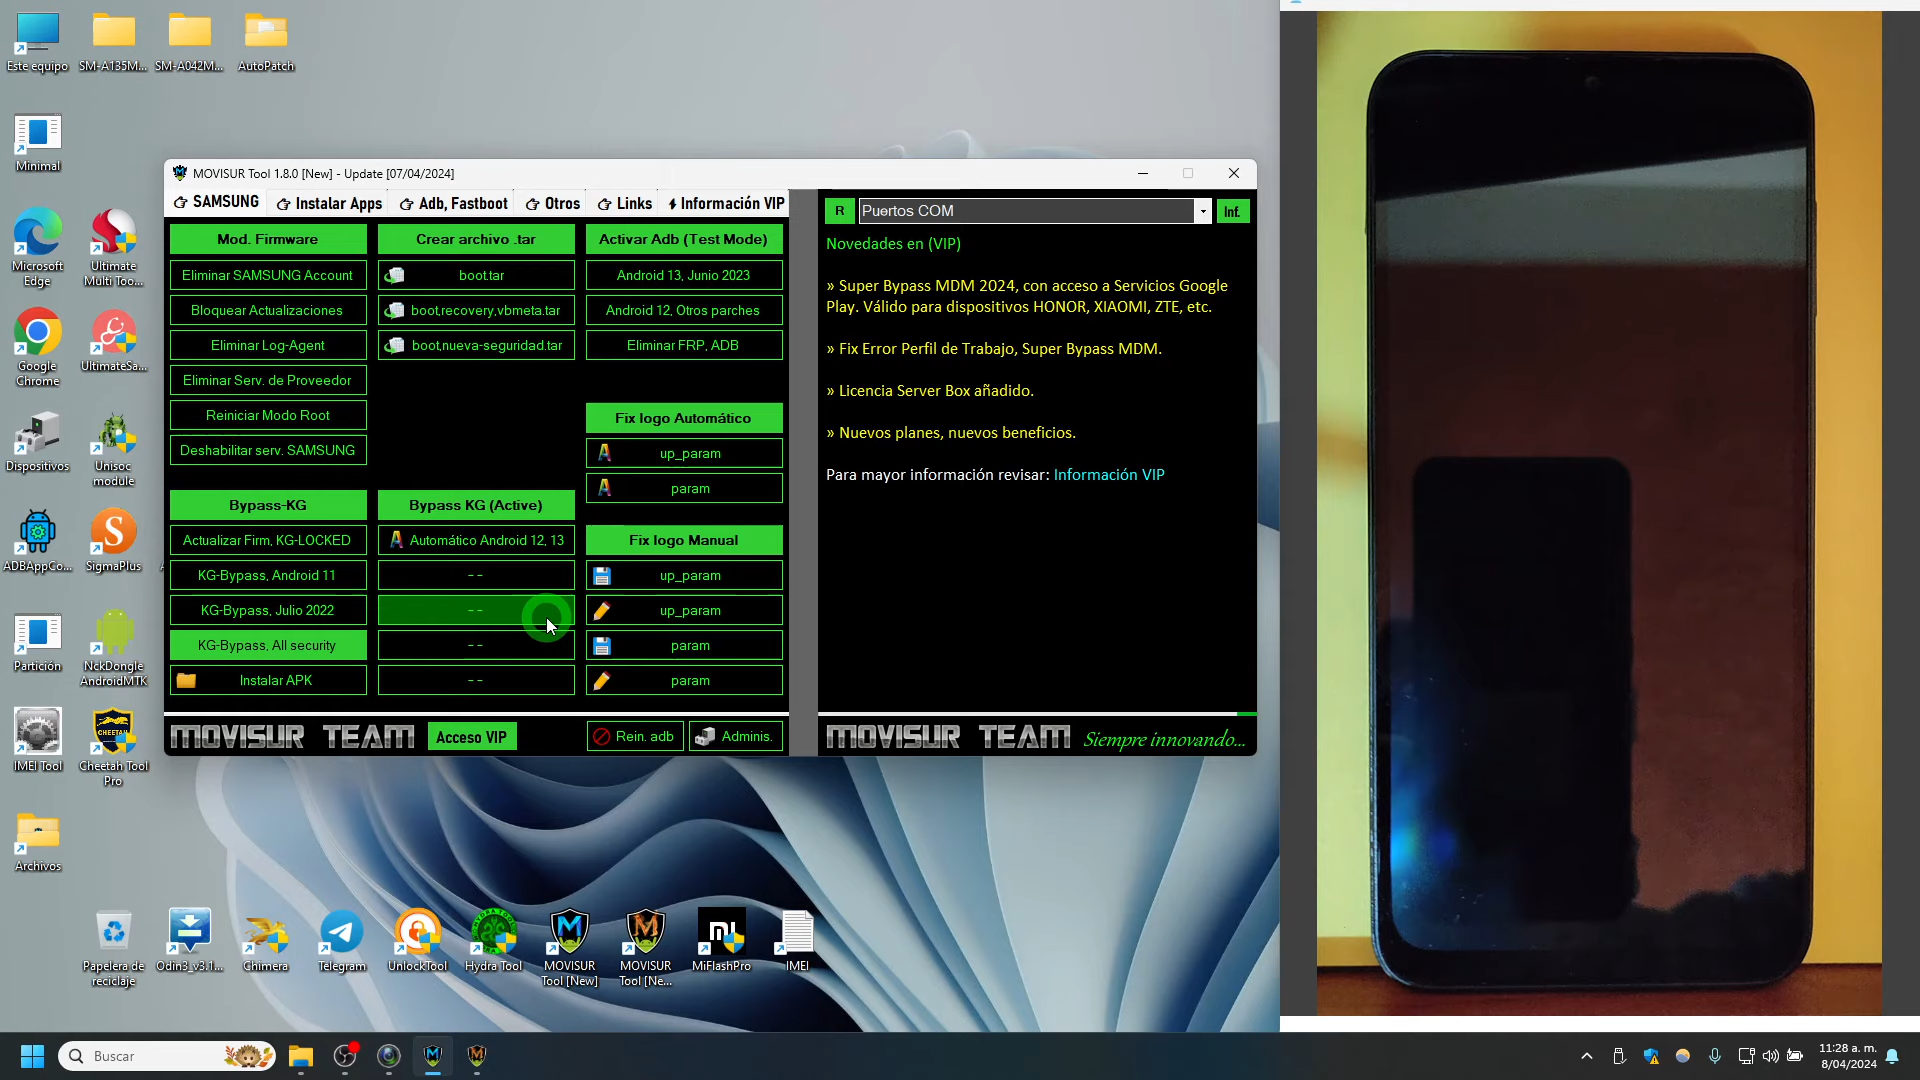 Este equipo
SM-A135M...
SM-A042M...
AutoPatch
Minimal
Microsoft
Edge
Ultimate
Multi Too...
Google
Chrome
UltimateSa...
Dispositivos
Unisoc
module
ADBAppCo...
SigmaPlus
Partición
NckDongle
AndroidMTK
IMEI Tool
Cheetah Tool
Pro
CHEETAH
Archivos
MOVISUR Tool 1.8.0 [New] - Update [07/04/2024]
SAMSUNG
Instalar Apps
Adb, Fastboot
Otros
Links
Información VIP
Mod. Firmware
Eliminar SAMSUNG Account
Bloquear Actualizaciones
Eliminar Log-Agent
Eliminar Serv. de Proveedor
Reiniciar Modo Root
Deshabilitar serv. SAMSUNG
Crear archivo .tar
boot.tar
boot,recovery,vbmeta.tar
boot,nueva-seguridad.tar
Activar Adb (Test Mode)
Android 13, Junio 2023
Android 12, Otros parches
Eliminar FRP, ADB
Fix logo Automático
up_param
param
Bypass-KG
Actualizar Firm, KG-LOCKED
KG-Bypass, Android 11
KG-Bypass, Julio 2022
KG-Bypass, All security
Instalar APK
Bypass KG (Active)
Automático Android 12, 13
- -
- -
- -
- -
Fix logo Manual
up_param
up_param
param
param
MOVISUR TEAM
Acceso VIP
Rein. adb
Adminis.
R
Puertos COM
Inf.
Novedades en (VIP)
» Super Bypass MDM 2024, con acceso a Servicios Google
Play. Válido para dispositivos HONOR, XIAOMI, ZTE, etc.
» Fix Error Perfil de Trabajo, Super Bypass MDM.
» Licencia Server Box añadido.
» Nuevos planes, nuevos beneficios.
Para mayor información revisar: Información VIP
MOVISUR TEAM
Siempre innovando...
Papelera de
reciclaje
Odin3_v3.1...
Chimera
Telegram
UnlockTool
Hydra Tool
MOVISUR
Tool [New]
MOVISUR
Tool [Ne...
MiFlashPro
IMEI
Buscar
11:28 a. m.
8/04/2024